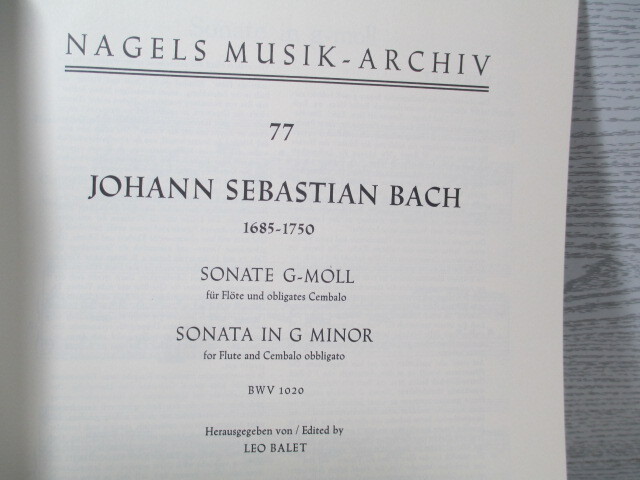 NAGELS MUSIK-ARCHIV
77
JOHANN SEBASTIAN BACH
1685-1750
SONATE G-MOLL
für Flöte und obligates Cembalo
SONATA IN G MINOR
for Flute and Cembalo obbligato
BWV 1020
Herausgegeben von / Edited by
LEO BALET